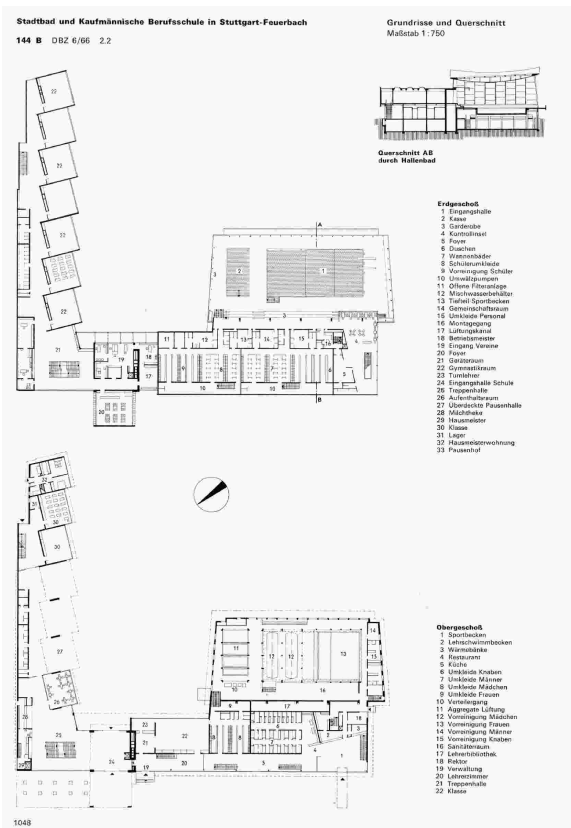 Stadtbad und Kaufmännische Berufsschule in Stuttgart-Feuerbach
144 B DBZ 6/66 2.2
Grundrisse und Querschnitt
Maßstab 1:750
Querschnitt AB
durch Hallenbad
Erdgeschoß
1 Eingangshalle
2 Kasse
3 Garderobe
4 Kontrollinsel
5 Foyer
6 Duschen
7 Wannenbäder
8 Schülerumkleide
9 Vorreinigung Schüler
10 Umwälzpumpen
11 Offene Filteranlage
12 Mischwasserbehälter
13 Tiefteil-Sportbecken
14 Gemeinschaftsraum
15 Umkleide Personal
16 Montagegang
17 Lüftungskanal
18 Betriebsmeister
19 Eingang Vereine
20 Foyer
21 Geräteraum
22 Gymnastikraum
23 Turnlehrer
24 Eingangshalle Schule
25 Treppenhalle
26 Aufenthaltsraum
27 Überdeckte Pausenhalle
28 Milchtheke
29 Hausmeister
30 Klasse
31 Lager
32 Hausmeisterwohnung
33 Pausenhof
Obergeschoß
1 Sportbecken
2 Lehrschwimmbecken
3 Wärmebänke
4 Restaurant
5 Küche
6 Umkleide Knaben
7 Umkleide Männer
8 Umkleide Mädchen
9 Umkleide Frauen
10 Verteilergang
11 Aggregate Lüftung
12 Vorreinigung Mädchen
13 Vorreinigung Frauen
14 Vorreinigung Männer
15 Vorreinigung Knaben
16 Sanitäterraum
17 Lehrerbibliothek
18 Rektor
19 Verwaltung
20 Lehrerzimmer
21 Treppenhalle
22 Klasse
1048